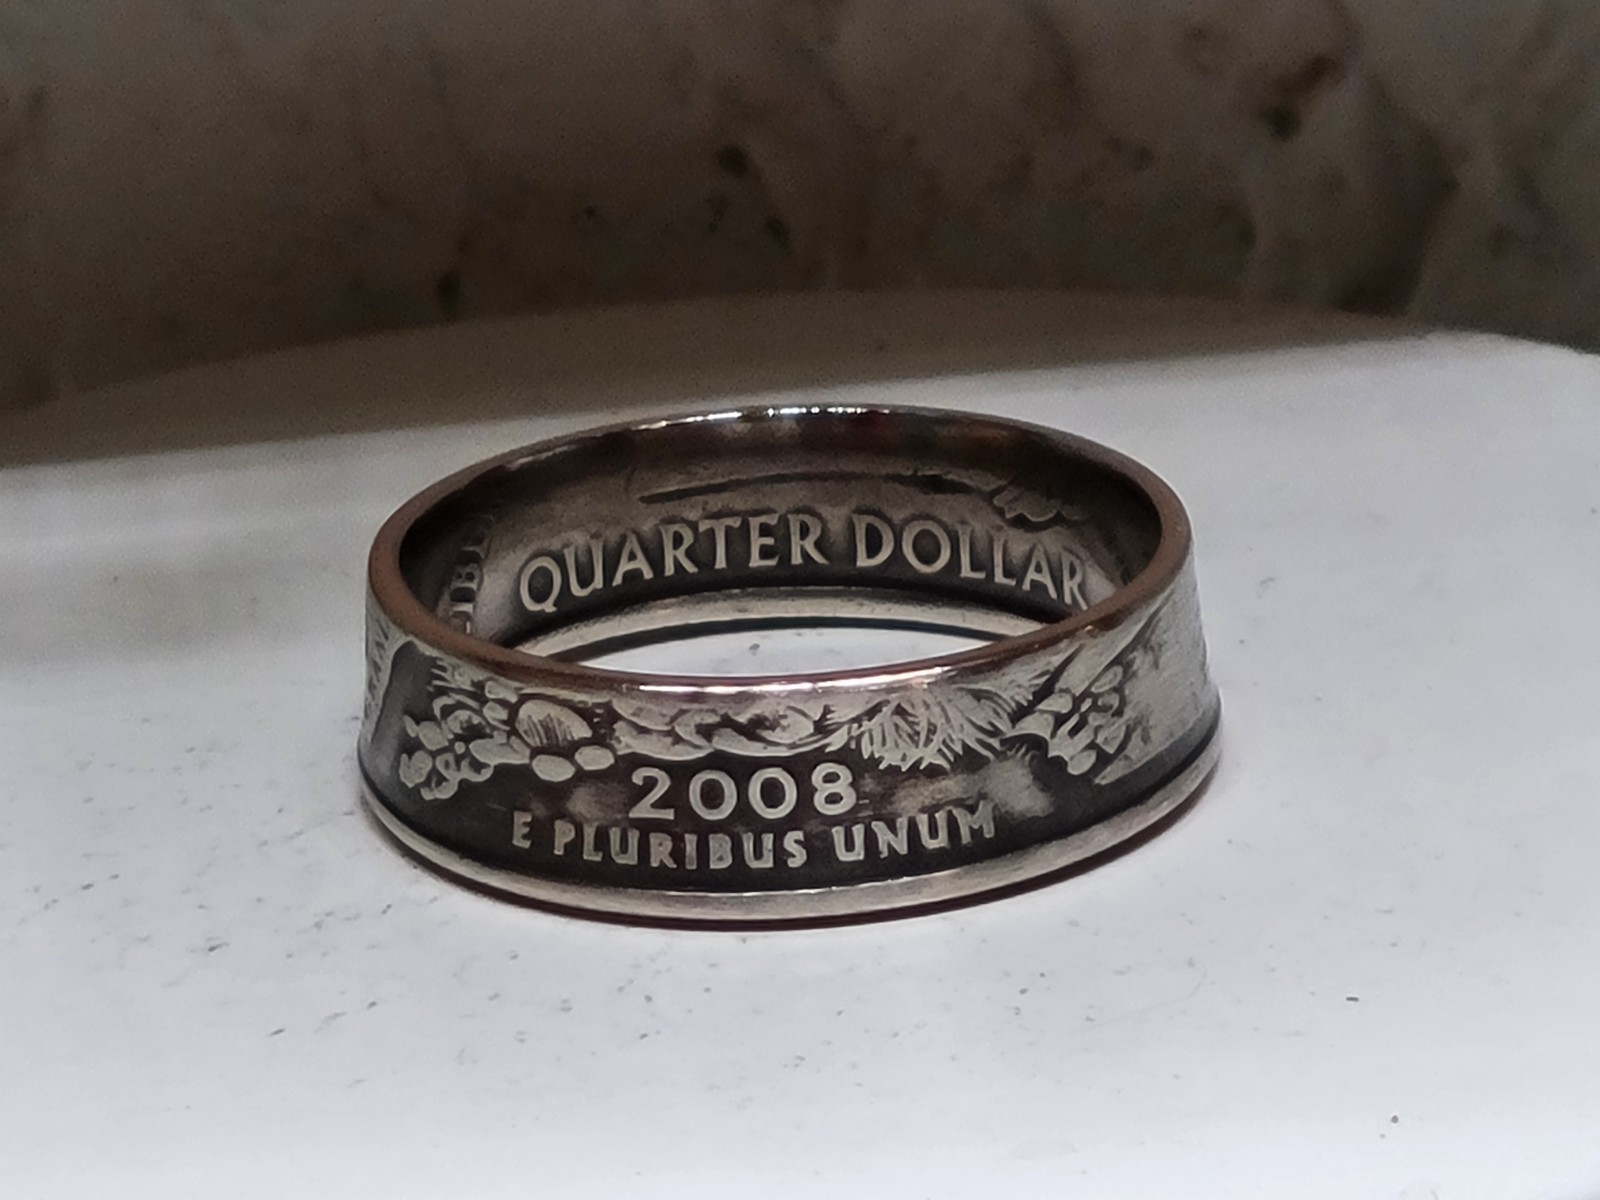 QUARTER DOLLAR
2008
E PLURIBUS UNUM